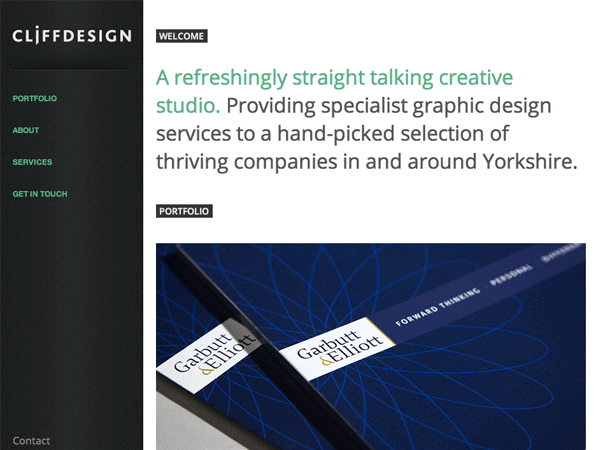 CLiFFDESIGN
PORTFOLIO
ABOUT
SERVICES
GET IN TOUCH
Contact
WELCOME
A refreshingly straight talking creative
studio. Providing specialist graphic design
services to a hand-picked selection of
thriving companies in and around Yorkshire.
PORTFOLIO
FORWARD THINKING PERSONAL
Garbutt
&Elliott
Garbutt
&Elliott